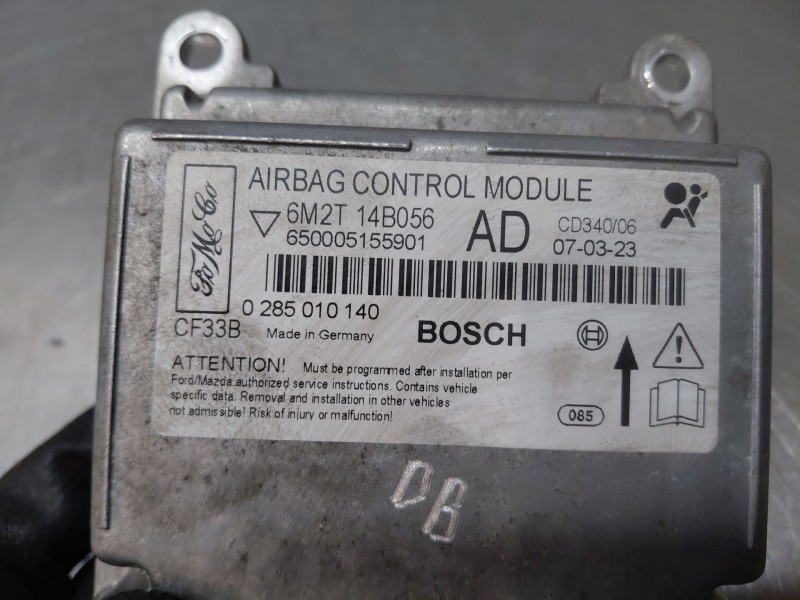 FoMoCo
AIRBAG CONTROL MODULE
6M2T 14B056 AD CD340/06
650005155901 07-03-23
0 285 010 140
CF33B Made in Germany BOSCH
ATTENTION! Must be programmed after installation per
Ford/Mazda authorized service instructions. Contains vehicle
specific data. Removal and installation in other vehicles
not admissible! Risk of injury or malfunction!
085
DB